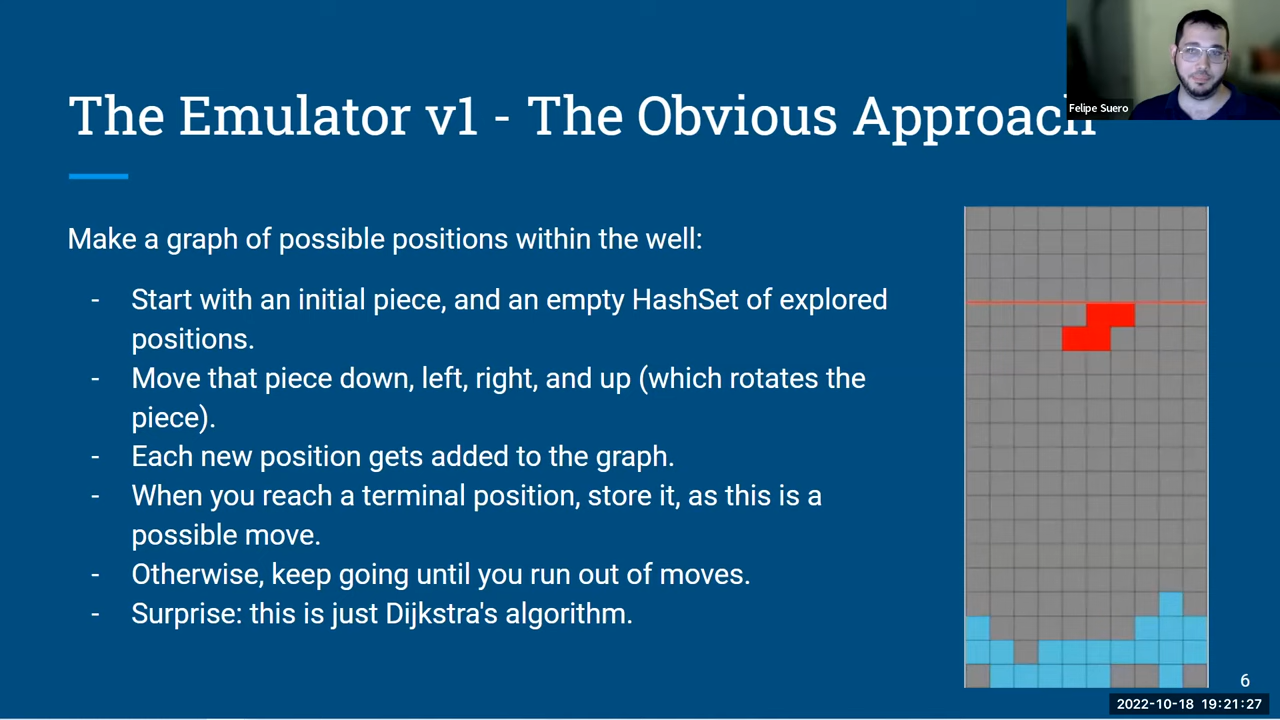 The Emulator v1 - The Obvious Approach
Felipe Suero
Make a graph of possible positions within the well:
- Start with an initial piece, and an empty HashSet of explored
positions.
- Move that piece down, left, right, and up (which rotates the
piece).
- Each new position gets added to the graph.
- When you reach a terminal position, store it, as this is a
possible move.
- Otherwise, keep going until you run out of moves.
- Surprise: this is just Dijkstra's algorithm.
6
2022-10-18 19:21:27